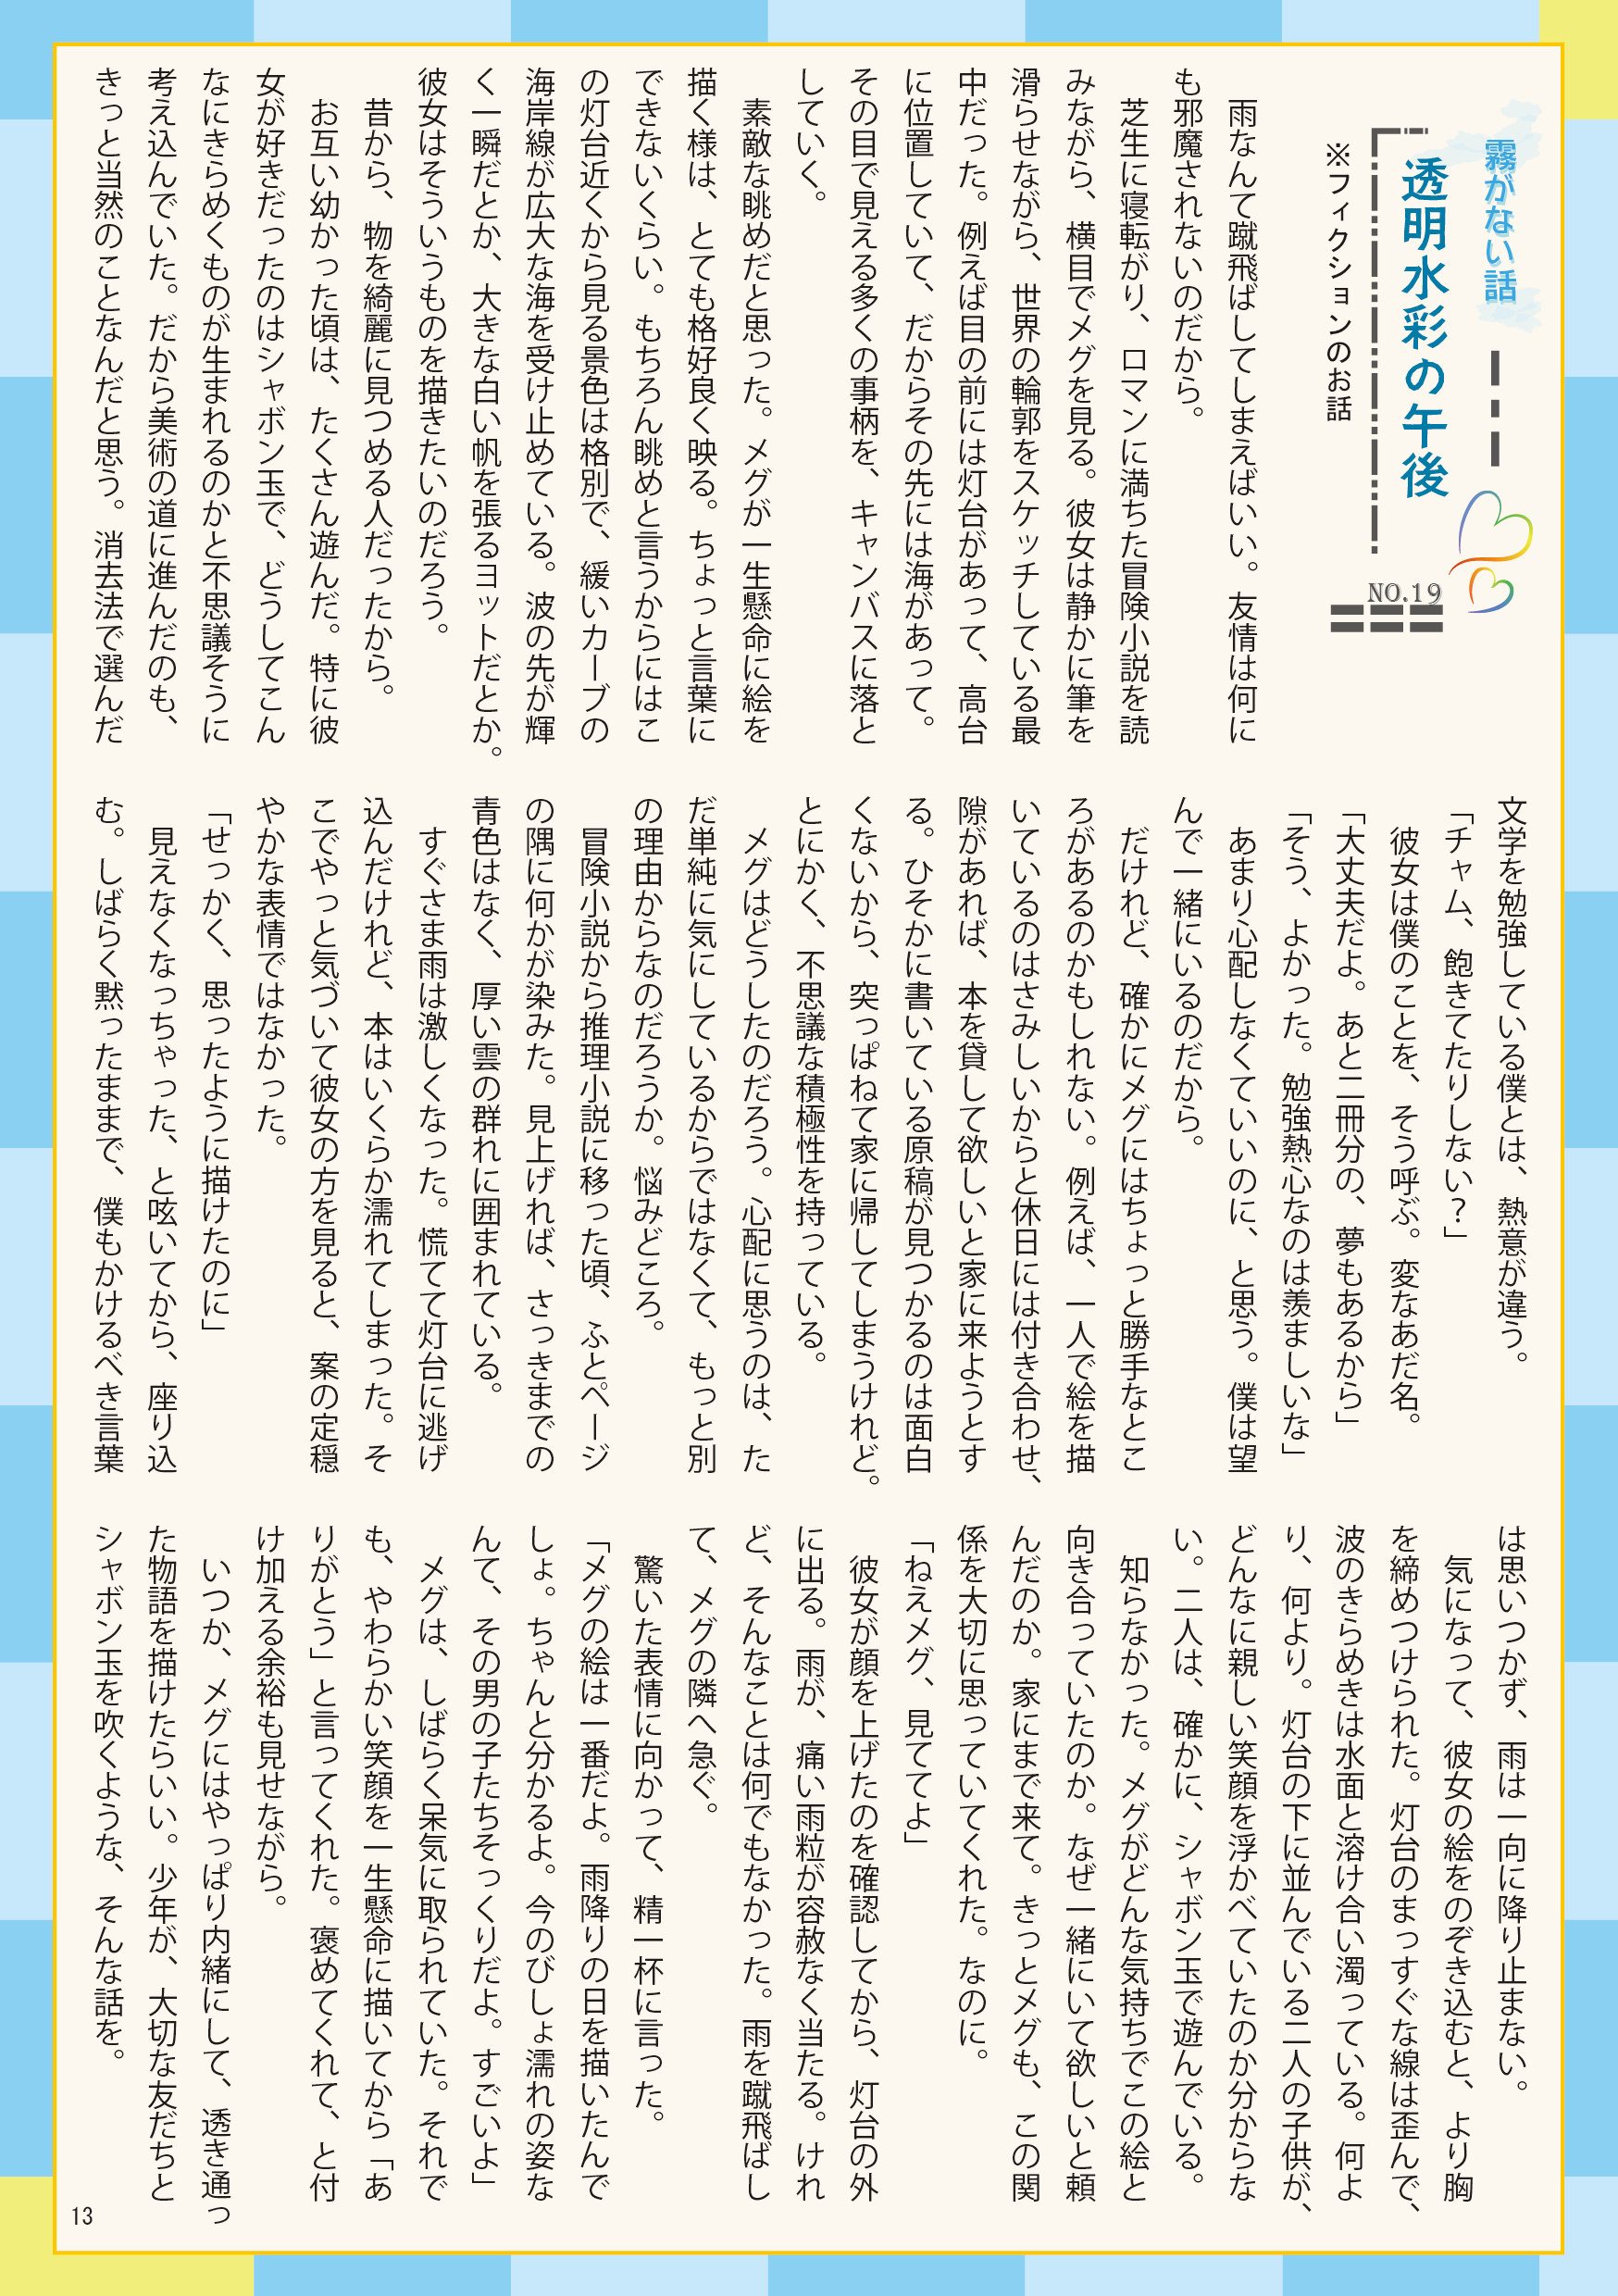 霧がない話
透明水彩の午後
※フィクションのお話
NO.19
雨なんて蹴飛ばしてしまえばいい。友情は何に
も邪魔されないのだから。
芝生に寝転がり、ロマンに満ちた冒険小説を読
みながら、横目でメグを見る。彼女は静かに筆を
滑らせながら、世界の輪郭をスケッチしている最
中だった。例えば目の前には灯台があって、高台
に位置していて、だからその先には海があって。
その目で見える多くの事柄を、キャンバスに落と
していく。
素敵な眺めだと思った。メグが一生懸命に絵を
描く様は、とても格好良く映る。ちょっと言葉に
できないくらい。もちろん眺めと言うからにはこ
の灯台近くから見る景色は格別で、緩いカーブの
海岸線が広大な海を受け止めている。波の先が輝
く一瞬だとか、大きな白い帆を張るヨットだとか。
彼女はそういうものを描きたいのだろう。
昔から、物を綺麗に見つめる人だったから。
お互い幼かった頃は、たくさん遊んだ。特に彼
女が好きだったのはシャボン玉で、どうしてこん
なにきらめくものが生まれるのかと不思議そうに
考え込んでいた。だから美術の道に進んだのも、
きっと当然のことなんだと思う。消去法で選んだ
文学を勉強している僕とは、熱意が違う。
「チャム、飽きてたりしない？」
彼女は僕のことを、そう呼ぶ。変なあだ名。
「大丈夫だよ。あと二冊分の、夢もあるから」
「そう、よかった。勉強熱心なのは羨ましいな」
あまり心配しなくていいのに、と思う。僕は望
んで一緒にいるのだから。
だけれど、確かにメグにはちょっと勝手なとこ
ろがあるのかもしれない。例えば、一人で絵を描
いているのはさみしいからと休日には付き合わせ、
隙があれば、本を貸して欲しいと家に来ようとす
る。ひそかに書いている原稿が見つかるのは面白
くないから、突っぱねて家に帰してしまうけれど。
とにかく、不思議な積極性を持っている。
メグはどうしたのだろう。心配に思うのは、た
だ単純に気にしているからではなくて、もっと別
の理由からなのだろうか。悩みどころ。
冒険小説から推理小説に移った頃、ふとページ
の隅に何かが染みた。見上げれば、さっきまでの
青色はなく、厚い雲の群れに囲まれている。
すぐさま雨は激しくなった。慌てて灯台に逃げ
込んだけれど、本はいくらか濡れてしまった。そ
こでやっと気づいて彼女の方を見ると、案の定穏
やかな表情ではなかった。
「せっかく、思ったように描けたのに」
見えなくなっちゃった、と呟いてから、座り込
む。しばらく黙ったままで、僕もかけるべき言葉
は思いつかず、雨は一向に降り止まない。
気になって、彼女の絵をのぞき込むと、より胸
を締めつけられた。灯台のまっすぐな線は歪んで、
波のきらめきは水面と溶け合い濁っている。何よ
り、何より。灯台の下に並んでいる二人の子供が、
どんなに親しい笑顔を浮かべていたのか分からな
い。二人は、確かに、シャボン玉で遊んでいる。
知らなかった。メグがどんな気持ちでこの絵と
向き合っていたのか。なぜ一緒にいて欲しいと頼
んだのか。家にまで来て。きっとメグも、この関
係を大切に思っていてくれた。なのに。
「ねえメグ、見ててよ」
彼女が顔を上げたのを確認してから、灯台の外
に出る。雨が、痛い雨粒が容赦なく当たる。けれ
ど、そんなことは何でもなかった。雨を蹴飛ばし
て、メグの隣へ急ぐ。
驚いた表情に向かって、精一杯に言った。
「メグの絵は一番だよ。雨降りの日を描いたんで
しょ。ちゃんと分かるよ。今のびしょ濡れの姿な
んて、その男の子たちそっくりだよ。すごいよ」
メグは、しばらく呆気に取られていた。それで
も、やわらかい笑顔を一生懸命に描いてから「あ
りがとう」と言ってくれた。褒めてくれて、と付
け加える余裕も見せながら。
いつか、メグにはやっぱり内緒にして、透き通っ
た物語を描けたらいい。少年が、大切な友だちと
シャボン玉を吹くような、そんな話を。
13